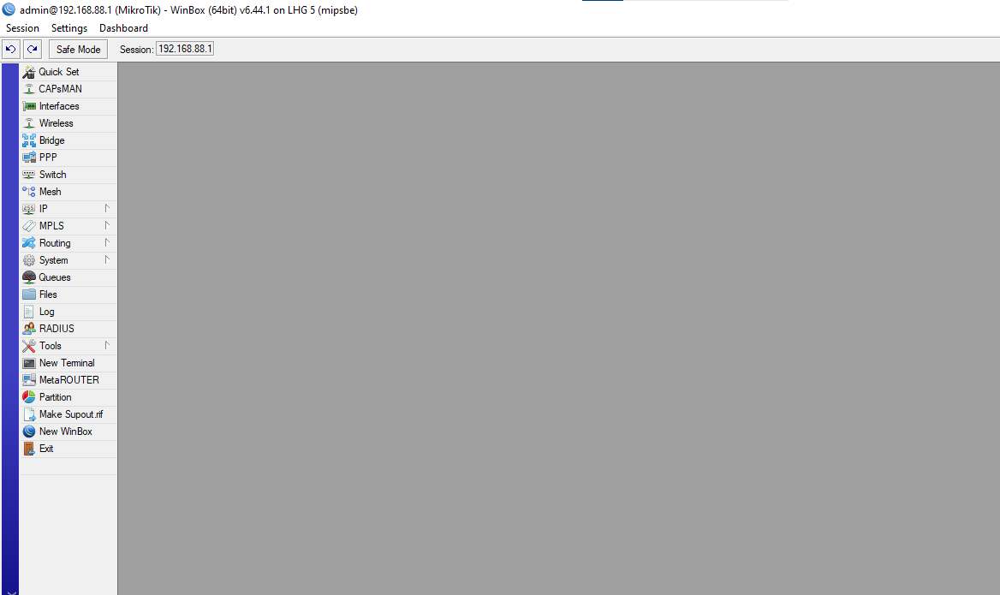 admin@192.168.88.1 (MikroTik) - WinBox (64bit) v6.44.1 on LHG 5 (mipsbe)
Session Settings Dashboard
Safe Mode Session: 192.168.88.1
Quick Set
CAPsMAN
Interfaces
Wireless
Bridge
PPP
Switch
Mesh
255 IP
MPLS
Routing
System
Queues
Files
Log
RADIUS
Tools
New Terminal
MetaROUTER
Partition
Make Supout.rif
New WinBox
Exit